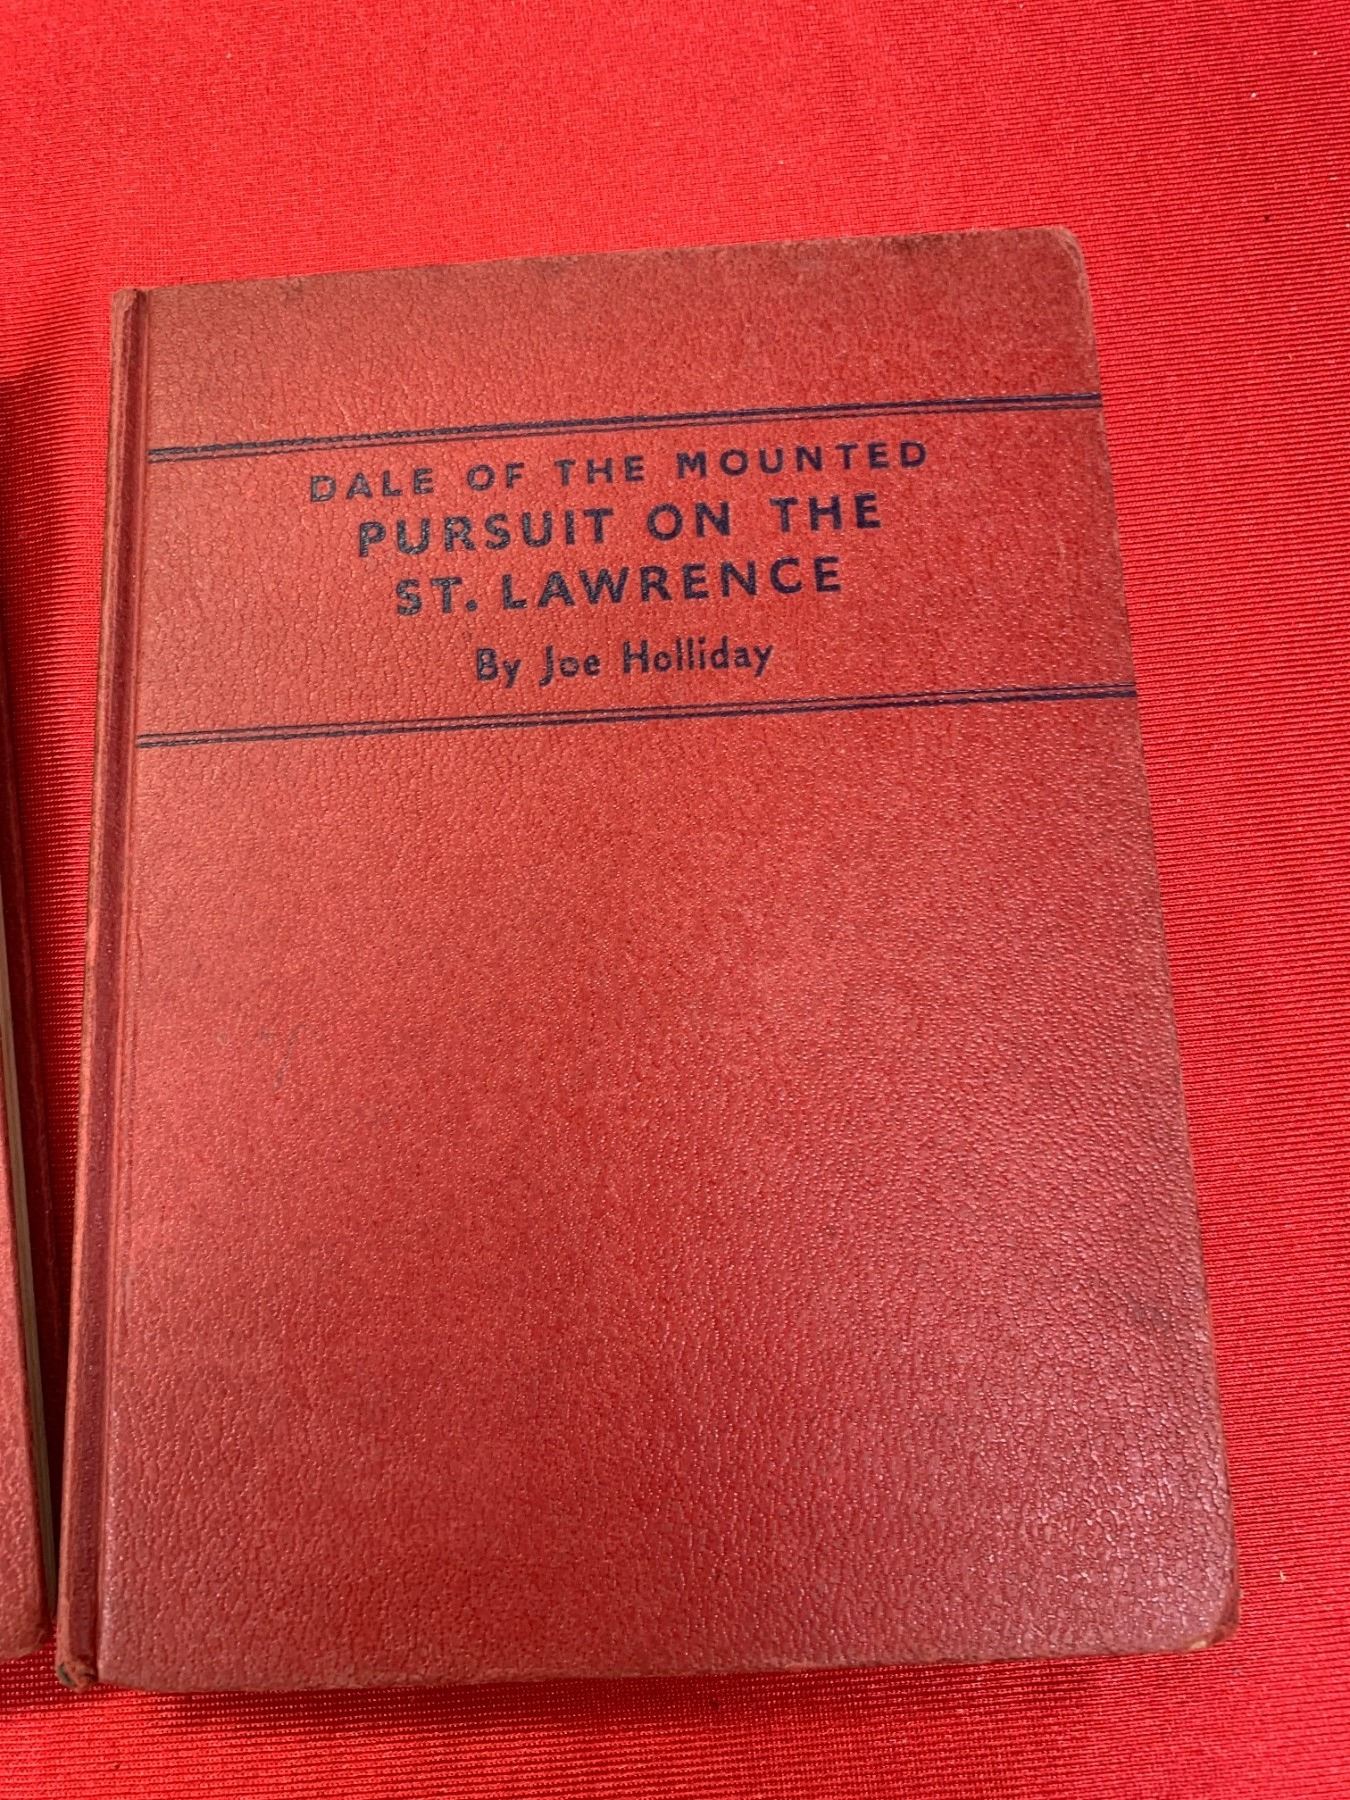 DALE OF THE MOUNTED
PURSUIT ON THE
ST. LAWRENCE
By Joe Holliday